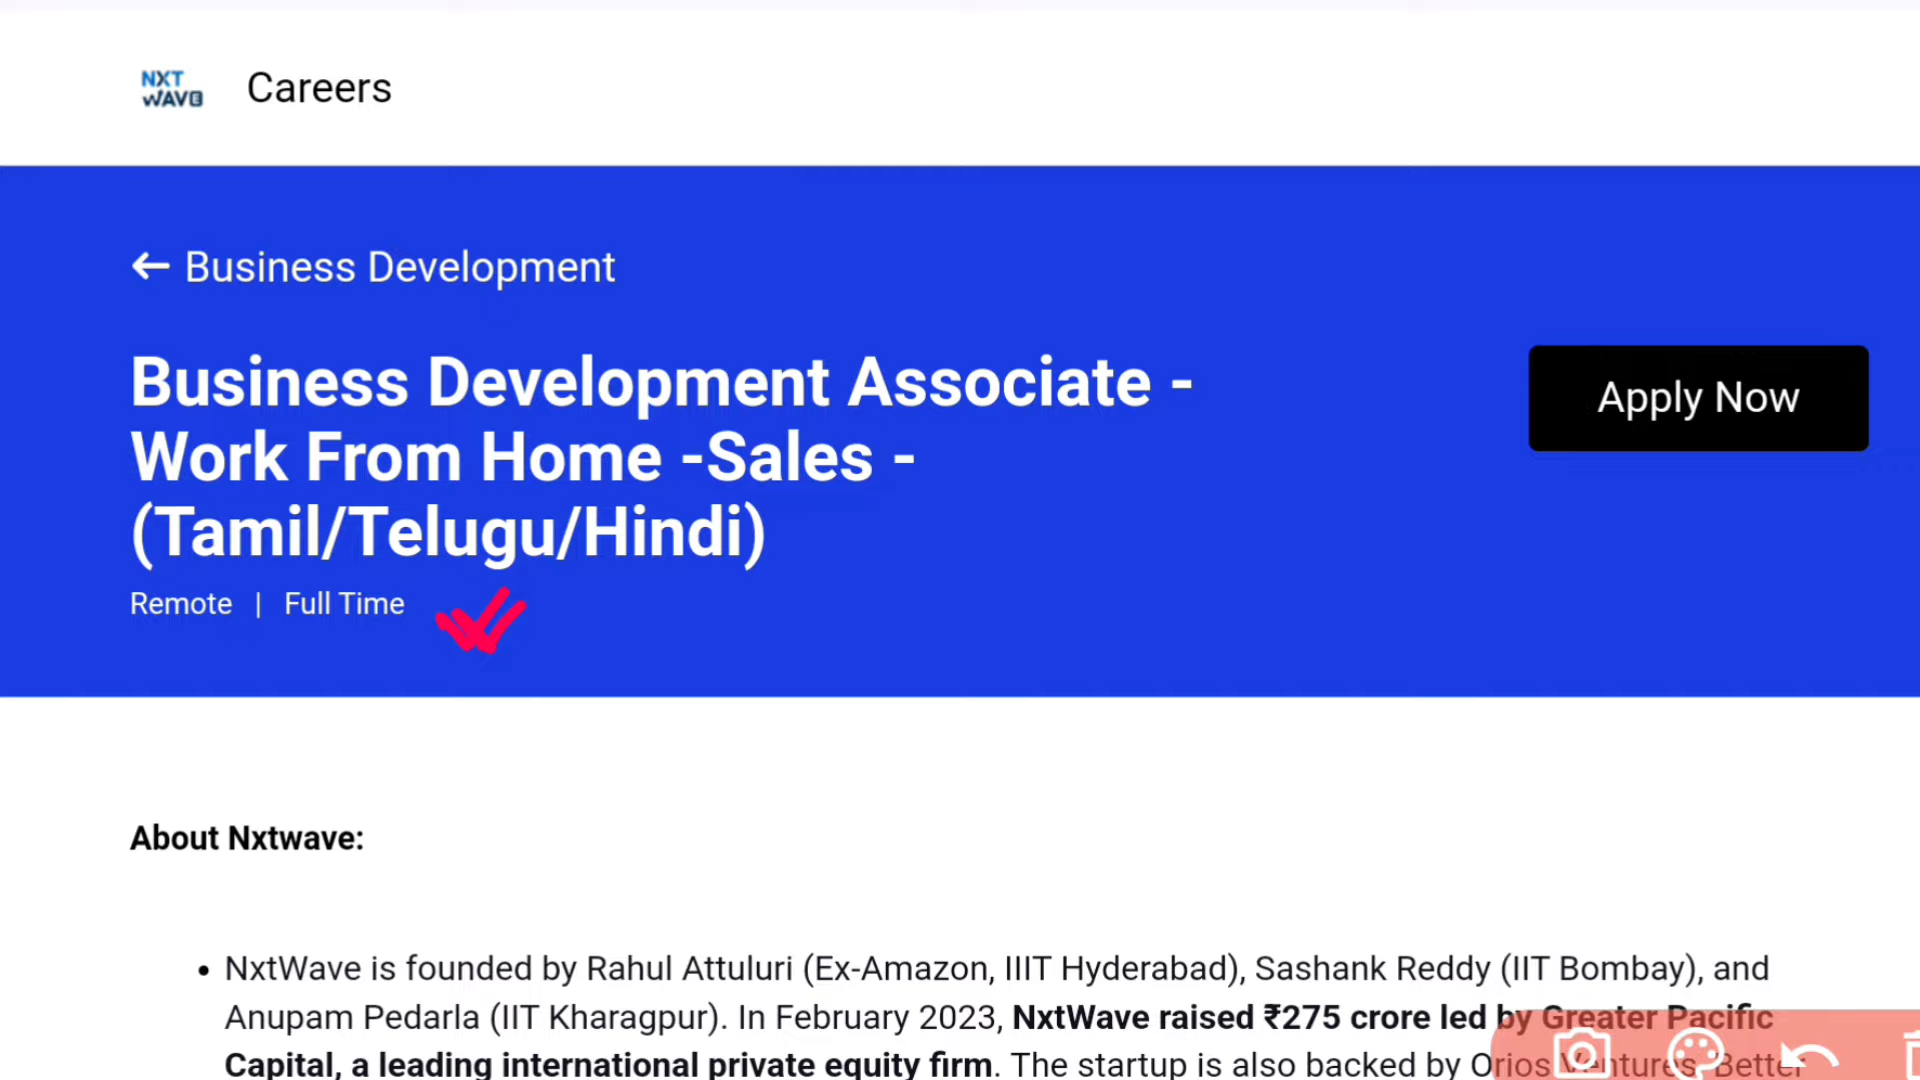 NXT
WAVE
Careers
← Business Development
Business Development Associate -
Work From Home -Sales -
(Tamil/Telugu/Hindi)
Remote | Full Time
Apply Now
About Nxtwave:
• NxtWave is founded by Rahul Attuluri (Ex-Amazon, IIIT Hyderabad), Sashank Reddy (IIT Bombay), and
Anupam Pedarla (IIT Kharagpur). In February 2023, NxtWave raised ₹275 crore led by Greater Pacific
Capital, a leading international private equity firm. The startup is also backed by Orios Ventures, Better